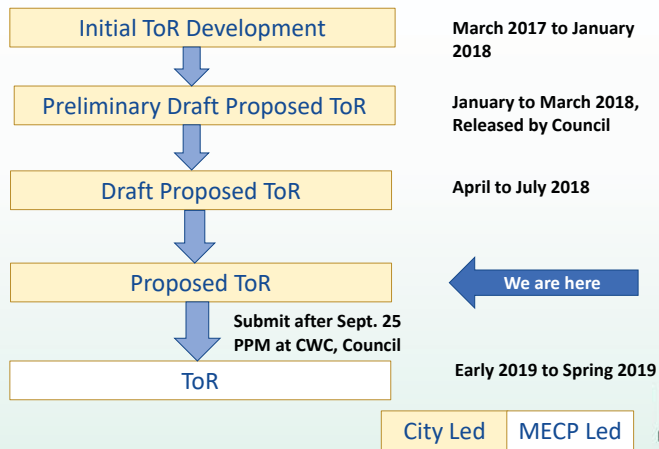 Initial ToR Development
March 2017 to January
2018
Preliminary Draft Proposed ToR
January to March 2018,
Released by Council
Draft Proposed ToR
April to July 2018
Proposed ToR
We are here
Submit after Sept. 25
PPM at CWC, Council
ToR
Early 2019 to Spring 2019
City Led
MECP Led